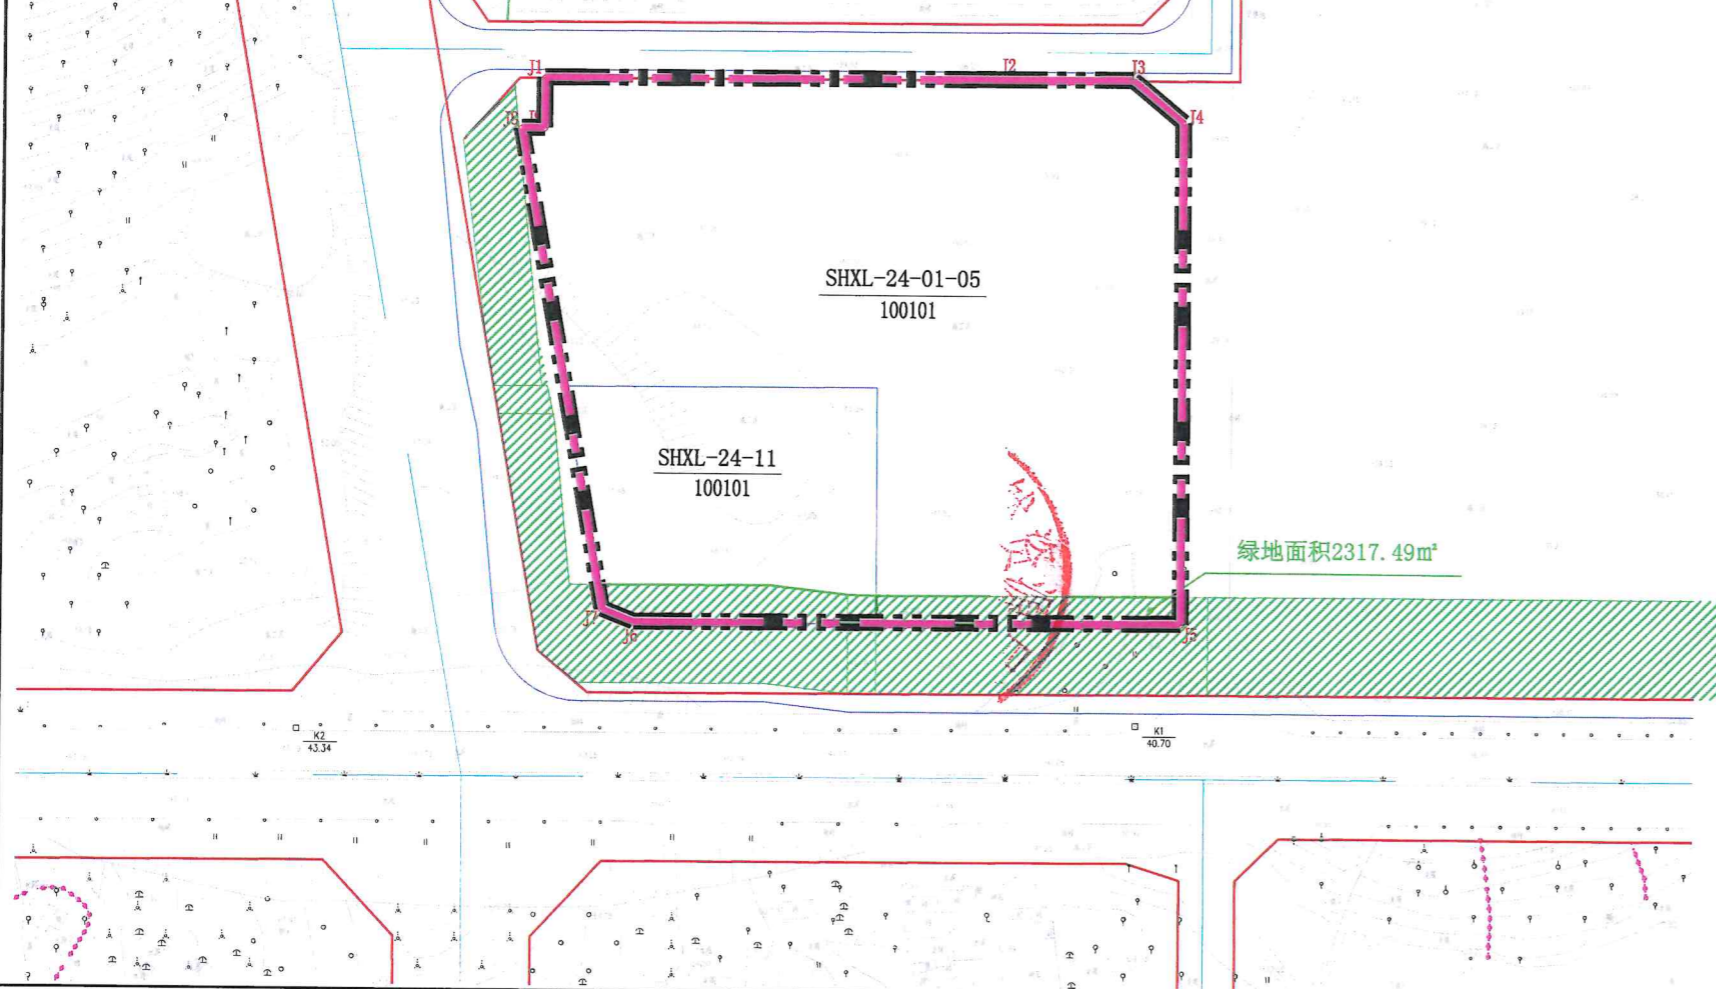 J1
J2
J3
J8
J4
SHXL-24-01-05
100101
SHXL-24-11
100101
绿地面积2317.49㎡
J7
J6
J5
K2
43.34
K1
40.70